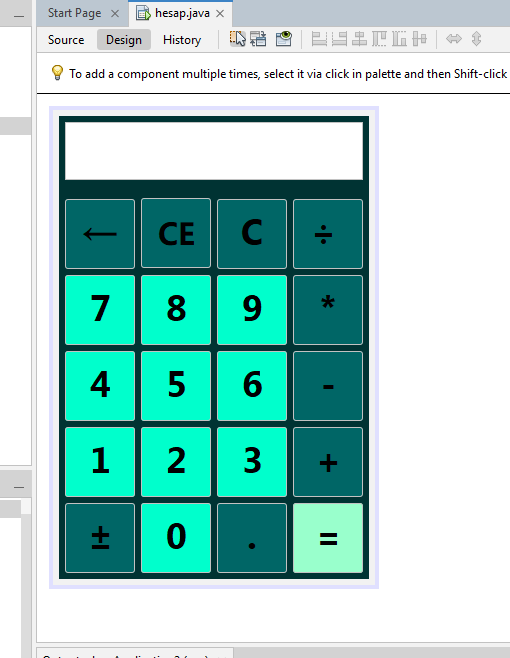 Start Page
hesap.java
Source Design History
To add a component multiple times, select it via click in palette and then Shift-click
← CE C ÷
7 8 9 *
4 5 6 -
1 2 3 +
± 0 . =